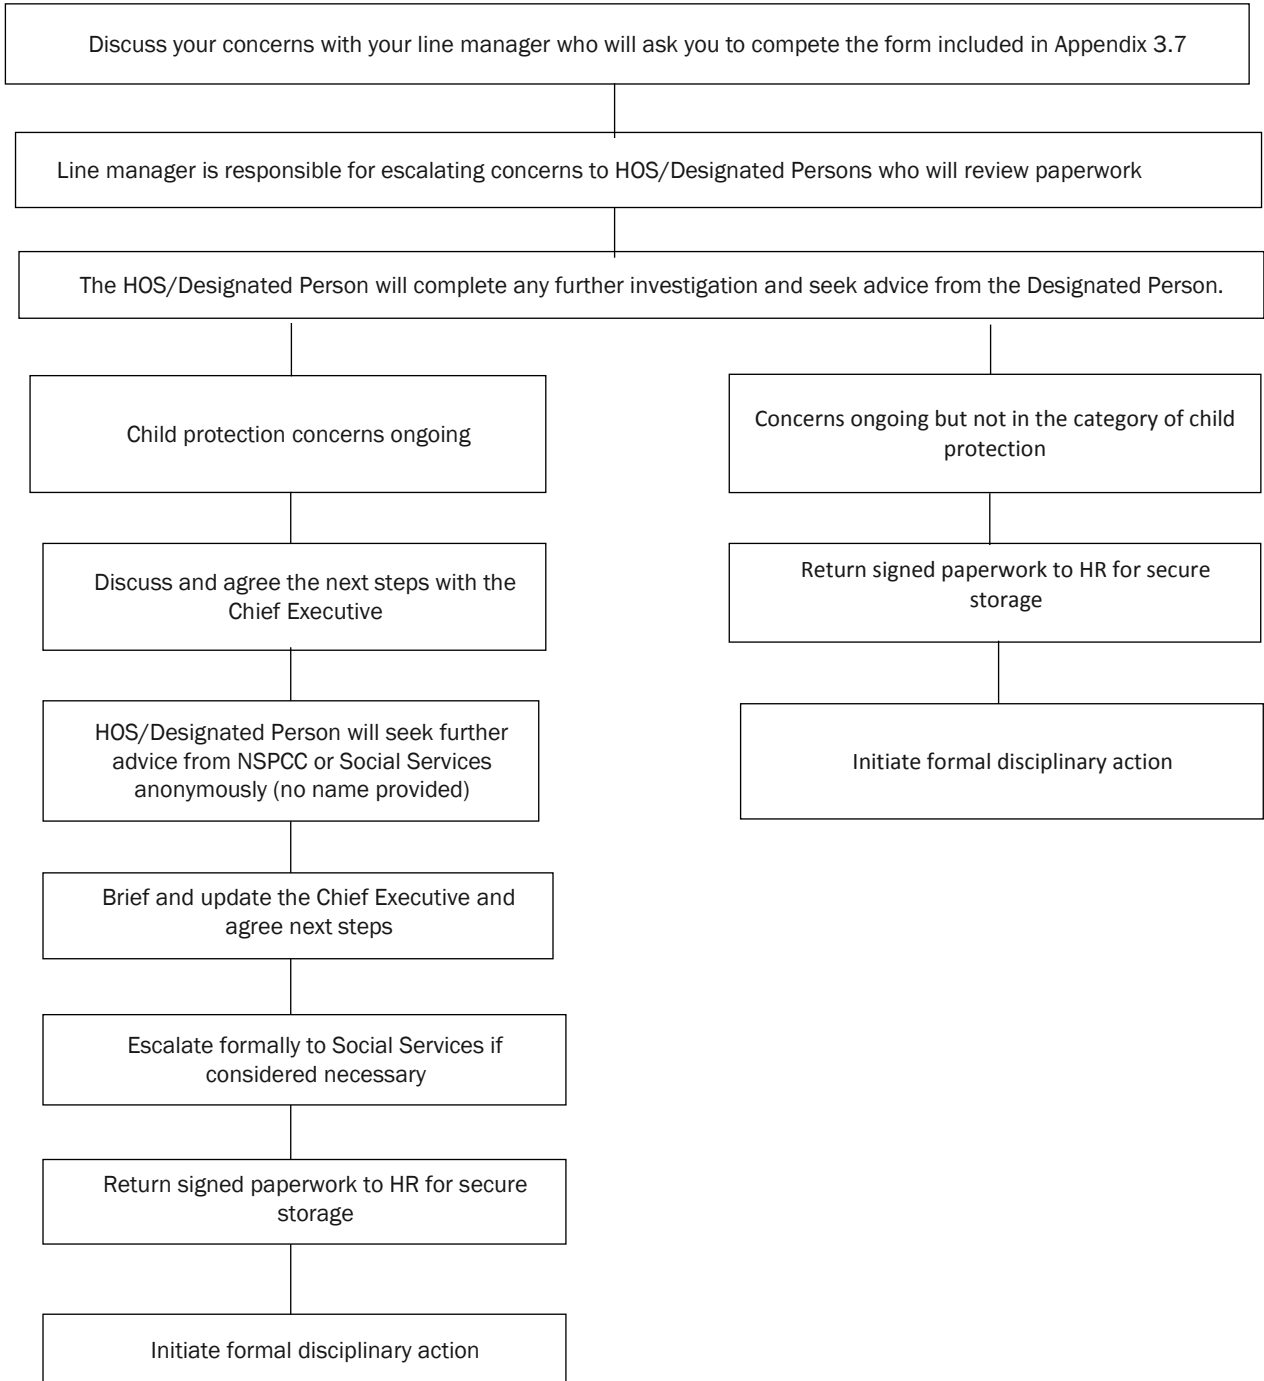 Discuss your concerns with your line manager who will ask you to compete the form included in Appendix 3.7
Line manager is responsible for escalating concerns to HOS/Designated Persons who will review paperwork
The HOS/Designated Person will complete any further investigation and seek advice from the Designated Person.
Child protection concerns ongoing
Discuss and agree the next steps with the
Chief Executive
HOS/Designated Person will seek further
advice from NSPCC or Social Services
anonymously (no name provided)
Brief and update the Chief Executive and
agree next steps
Escalate formally to Social Services if
considered necessary
Return signed paperwork to HR for secure
storage
Initiate formal disciplinary action
Concerns ongoing but not in the category of child
protection
Return signed paperwork to HR for secure
storage
Initiate formal disciplinary action